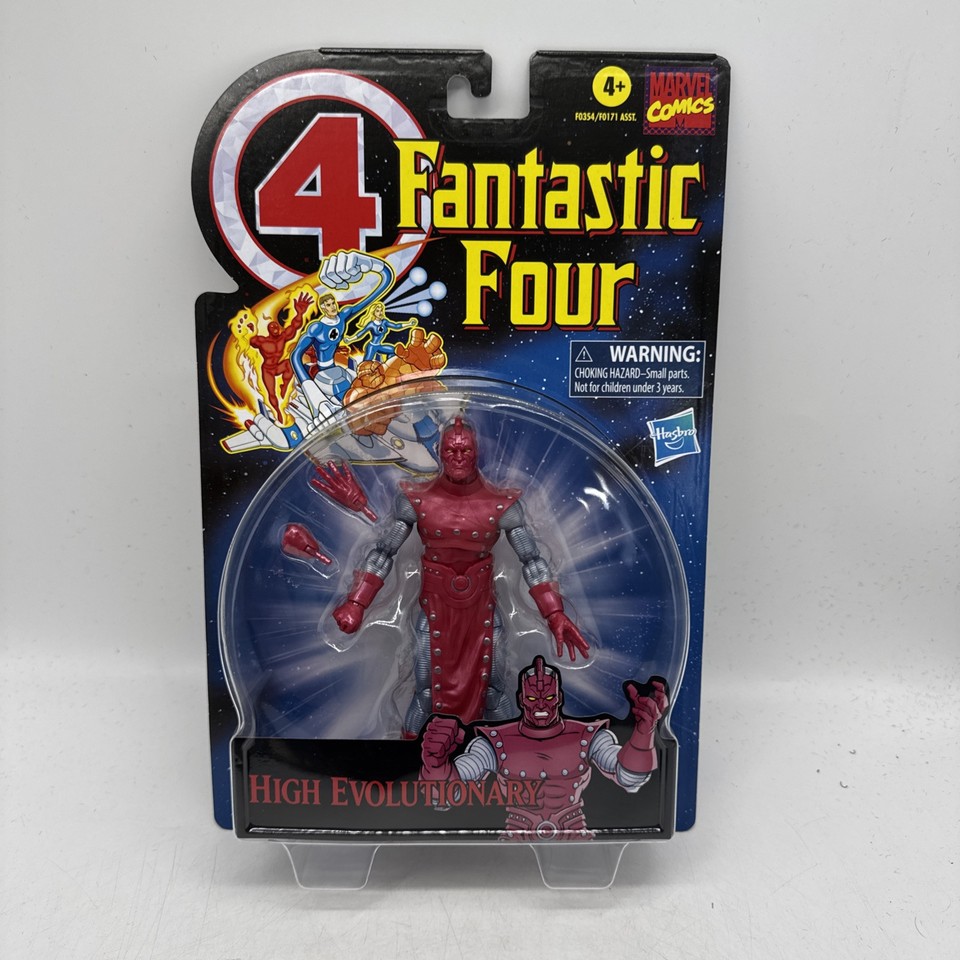 4+
F0354/F0171 ASST.
MARVEL
COMICS
4
Fantastic
Four
4
⚠ WARNING:
CHOKING HAZARD–Small parts.
Not for children under 3 years.
Hasbro
HIGH EVOLUTIONARY